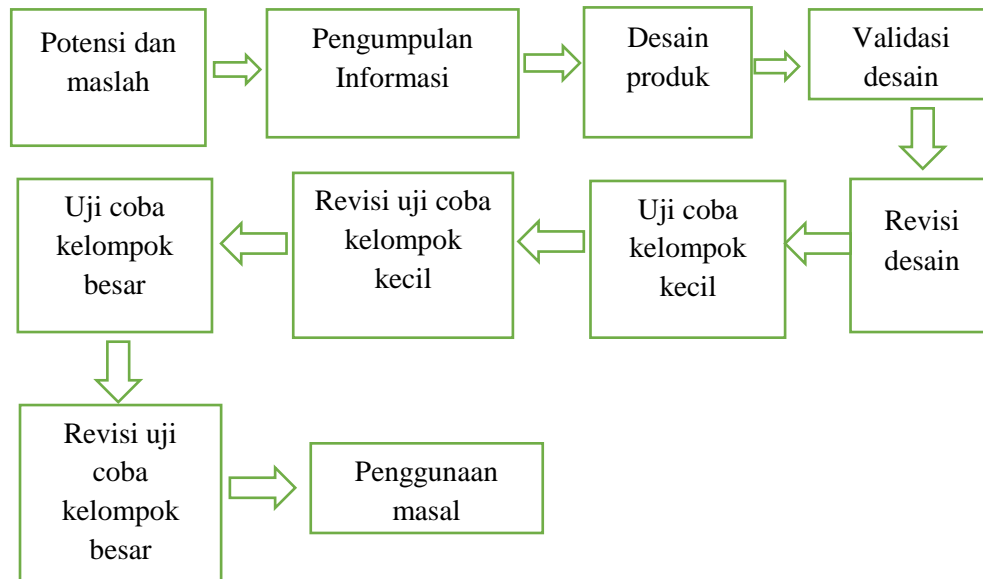 Potensi dan
maslah
Pengumpulan
Informasi
Desain
produk
Validasi
desain
Revisi
desain
Uji coba
kelompok
kecil
Revisi uji coba
kelompok
kecil
Uji coba
kelompok
besar
Revisi uji
coba
kelompok
besar
Penggunaan
masal